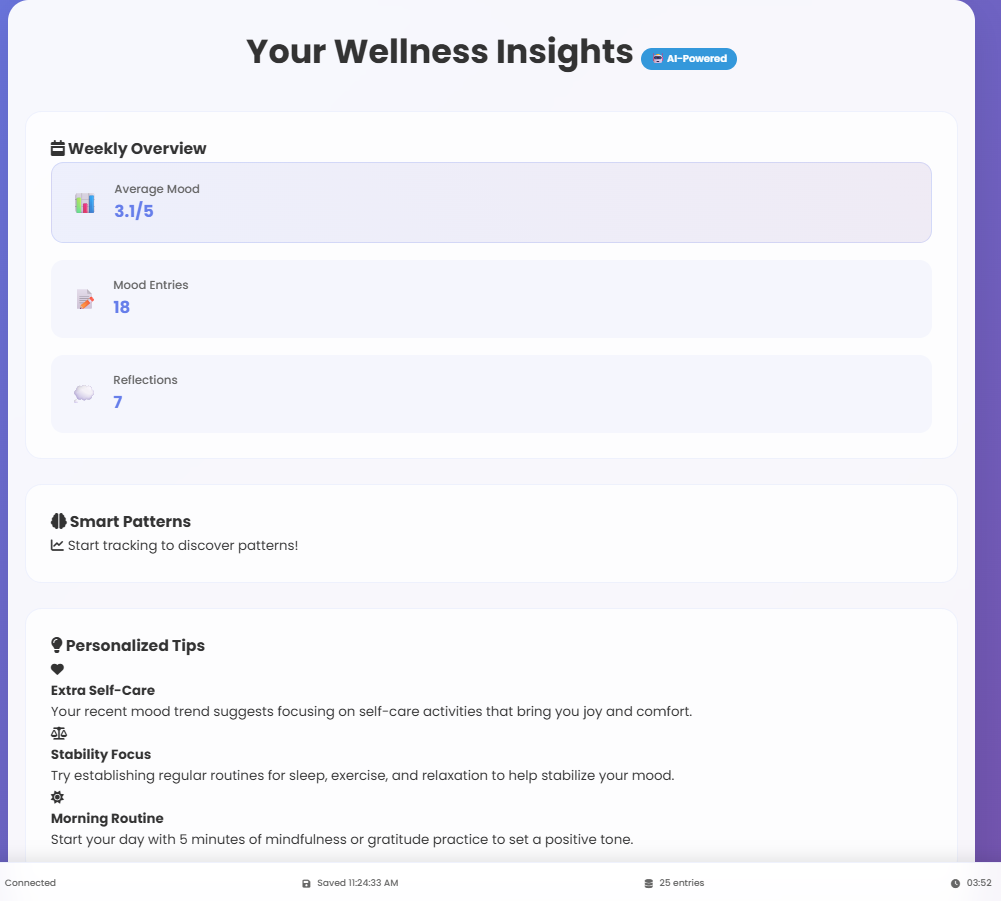 Your Wellness Insights AI-Powered
Weekly Overview
Average Mood
3.1/5
Mood Entries
18
Reflections
7
Smart Patterns
Start tracking to discover patterns!
Personalized Tips
Extra Self-Care
Your recent mood trend suggests focusing on self-care activities that bring you joy and comfort.
Stability Focus
Try establishing regular routines for sleep, exercise, and relaxation to help stabilize your mood.
Morning Routine
Start your day with 5 minutes of mindfulness or gratitude practice to set a positive tone.
Connected Saved 11:24:33 AM 25 entries 03:52